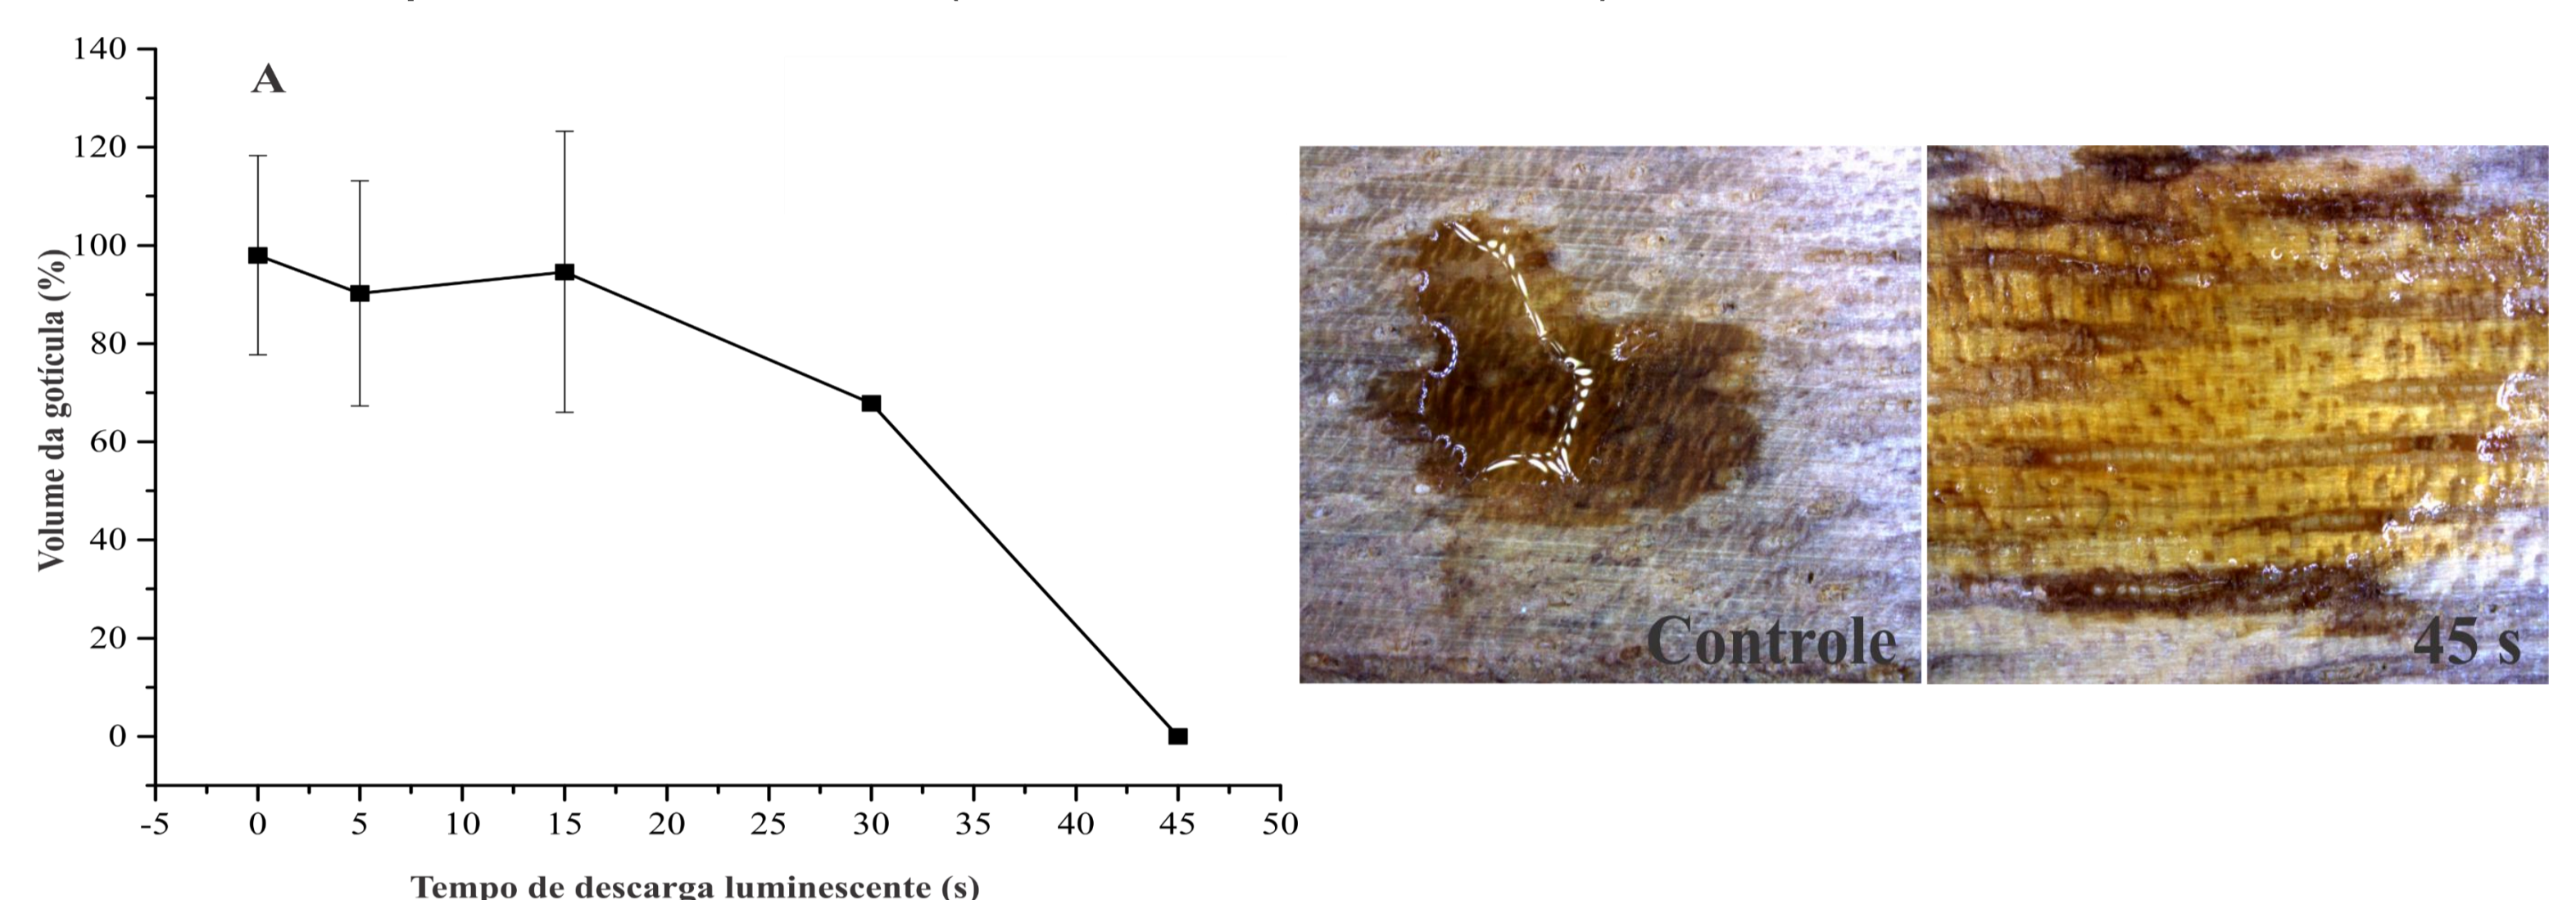 A
Volume da gotícula (%)
140
120
100
80
60
40
20
0
-5 0 5 10 15 20 25 30 35 40 45 50
Tempo de descarga luminescente (s)
Controle
45 s